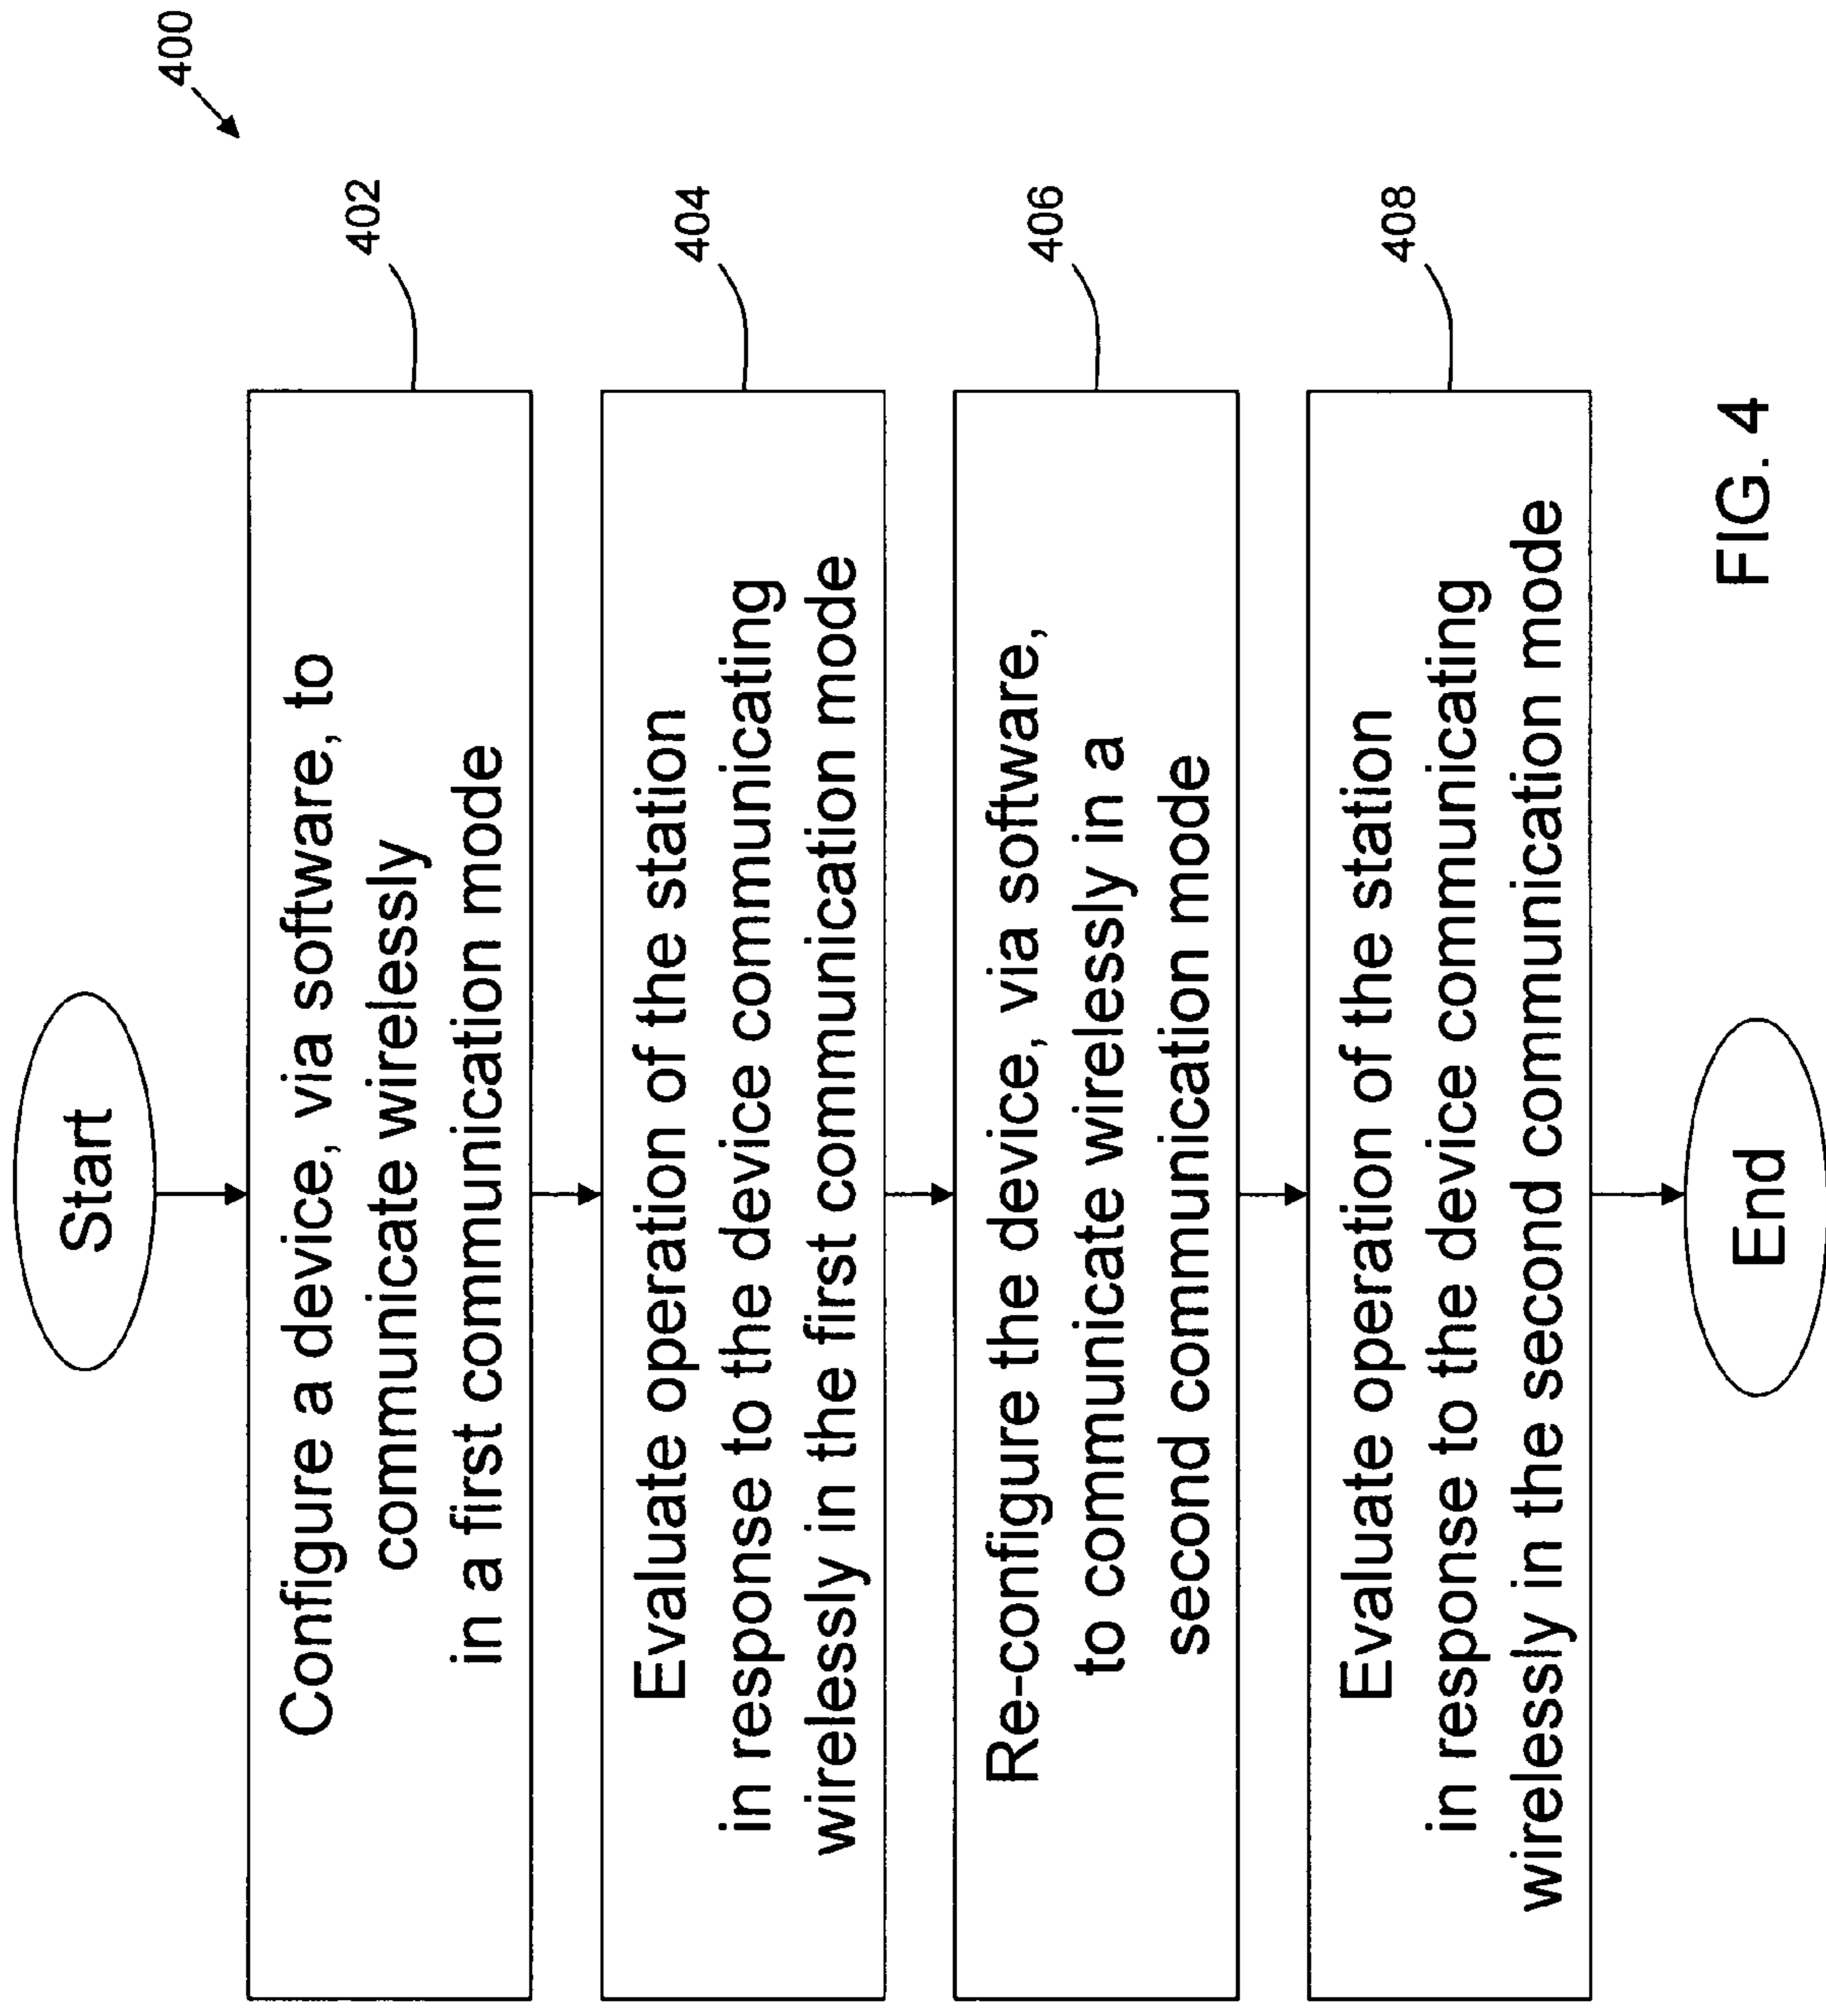 400
Start
402
Configure a device, via software, to
communicate wirelessly
in a first communication mode
404
Evaluate operation of the station
in response to the device communicating
wirelessly in the first communication mode
406
Re-configure the device, via software,
to communicate wirelessly in a
second communication mode
408
Evaluate operation of the station
in response to the device communicating
wirelessly in the second communication mode
End
FIG. 4